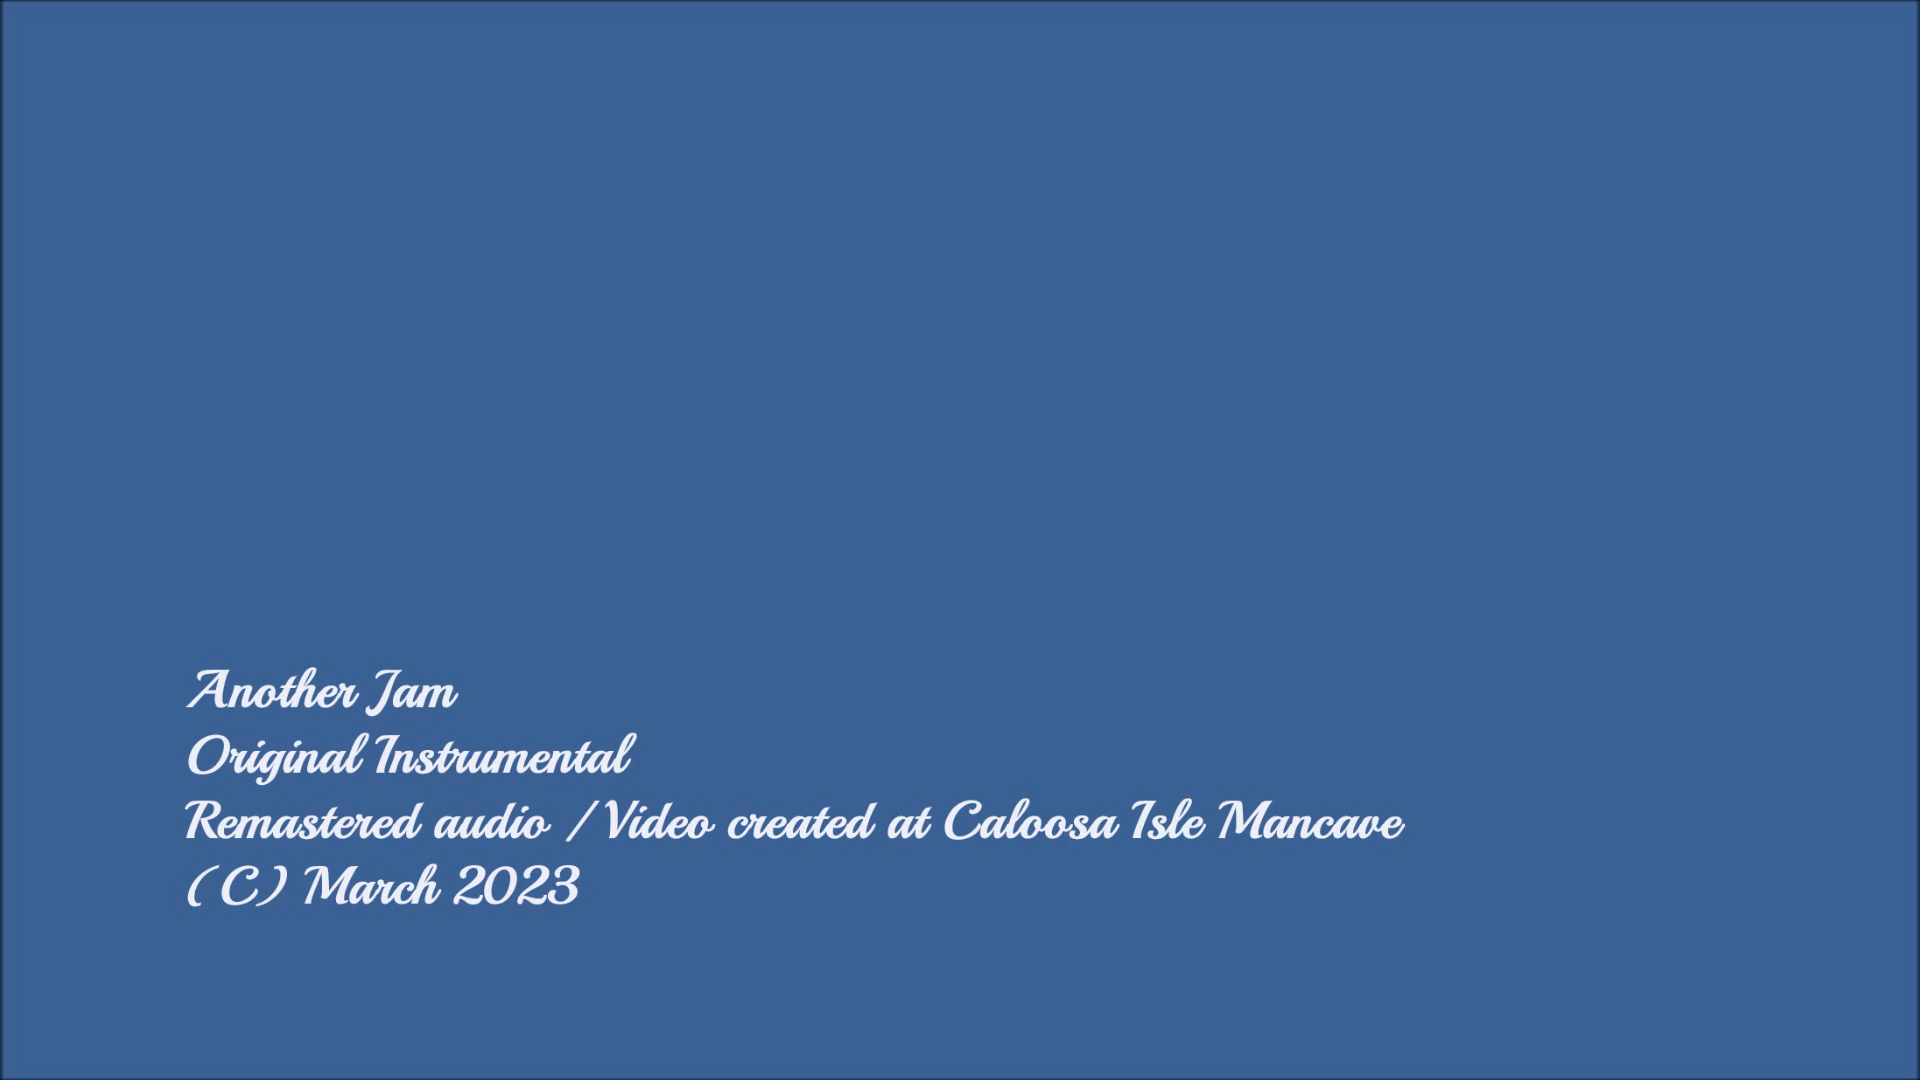 Another Jam
Original Instrumental
Remastered audio / Video created at Caloosa Isle Mancave
(C) March 2023